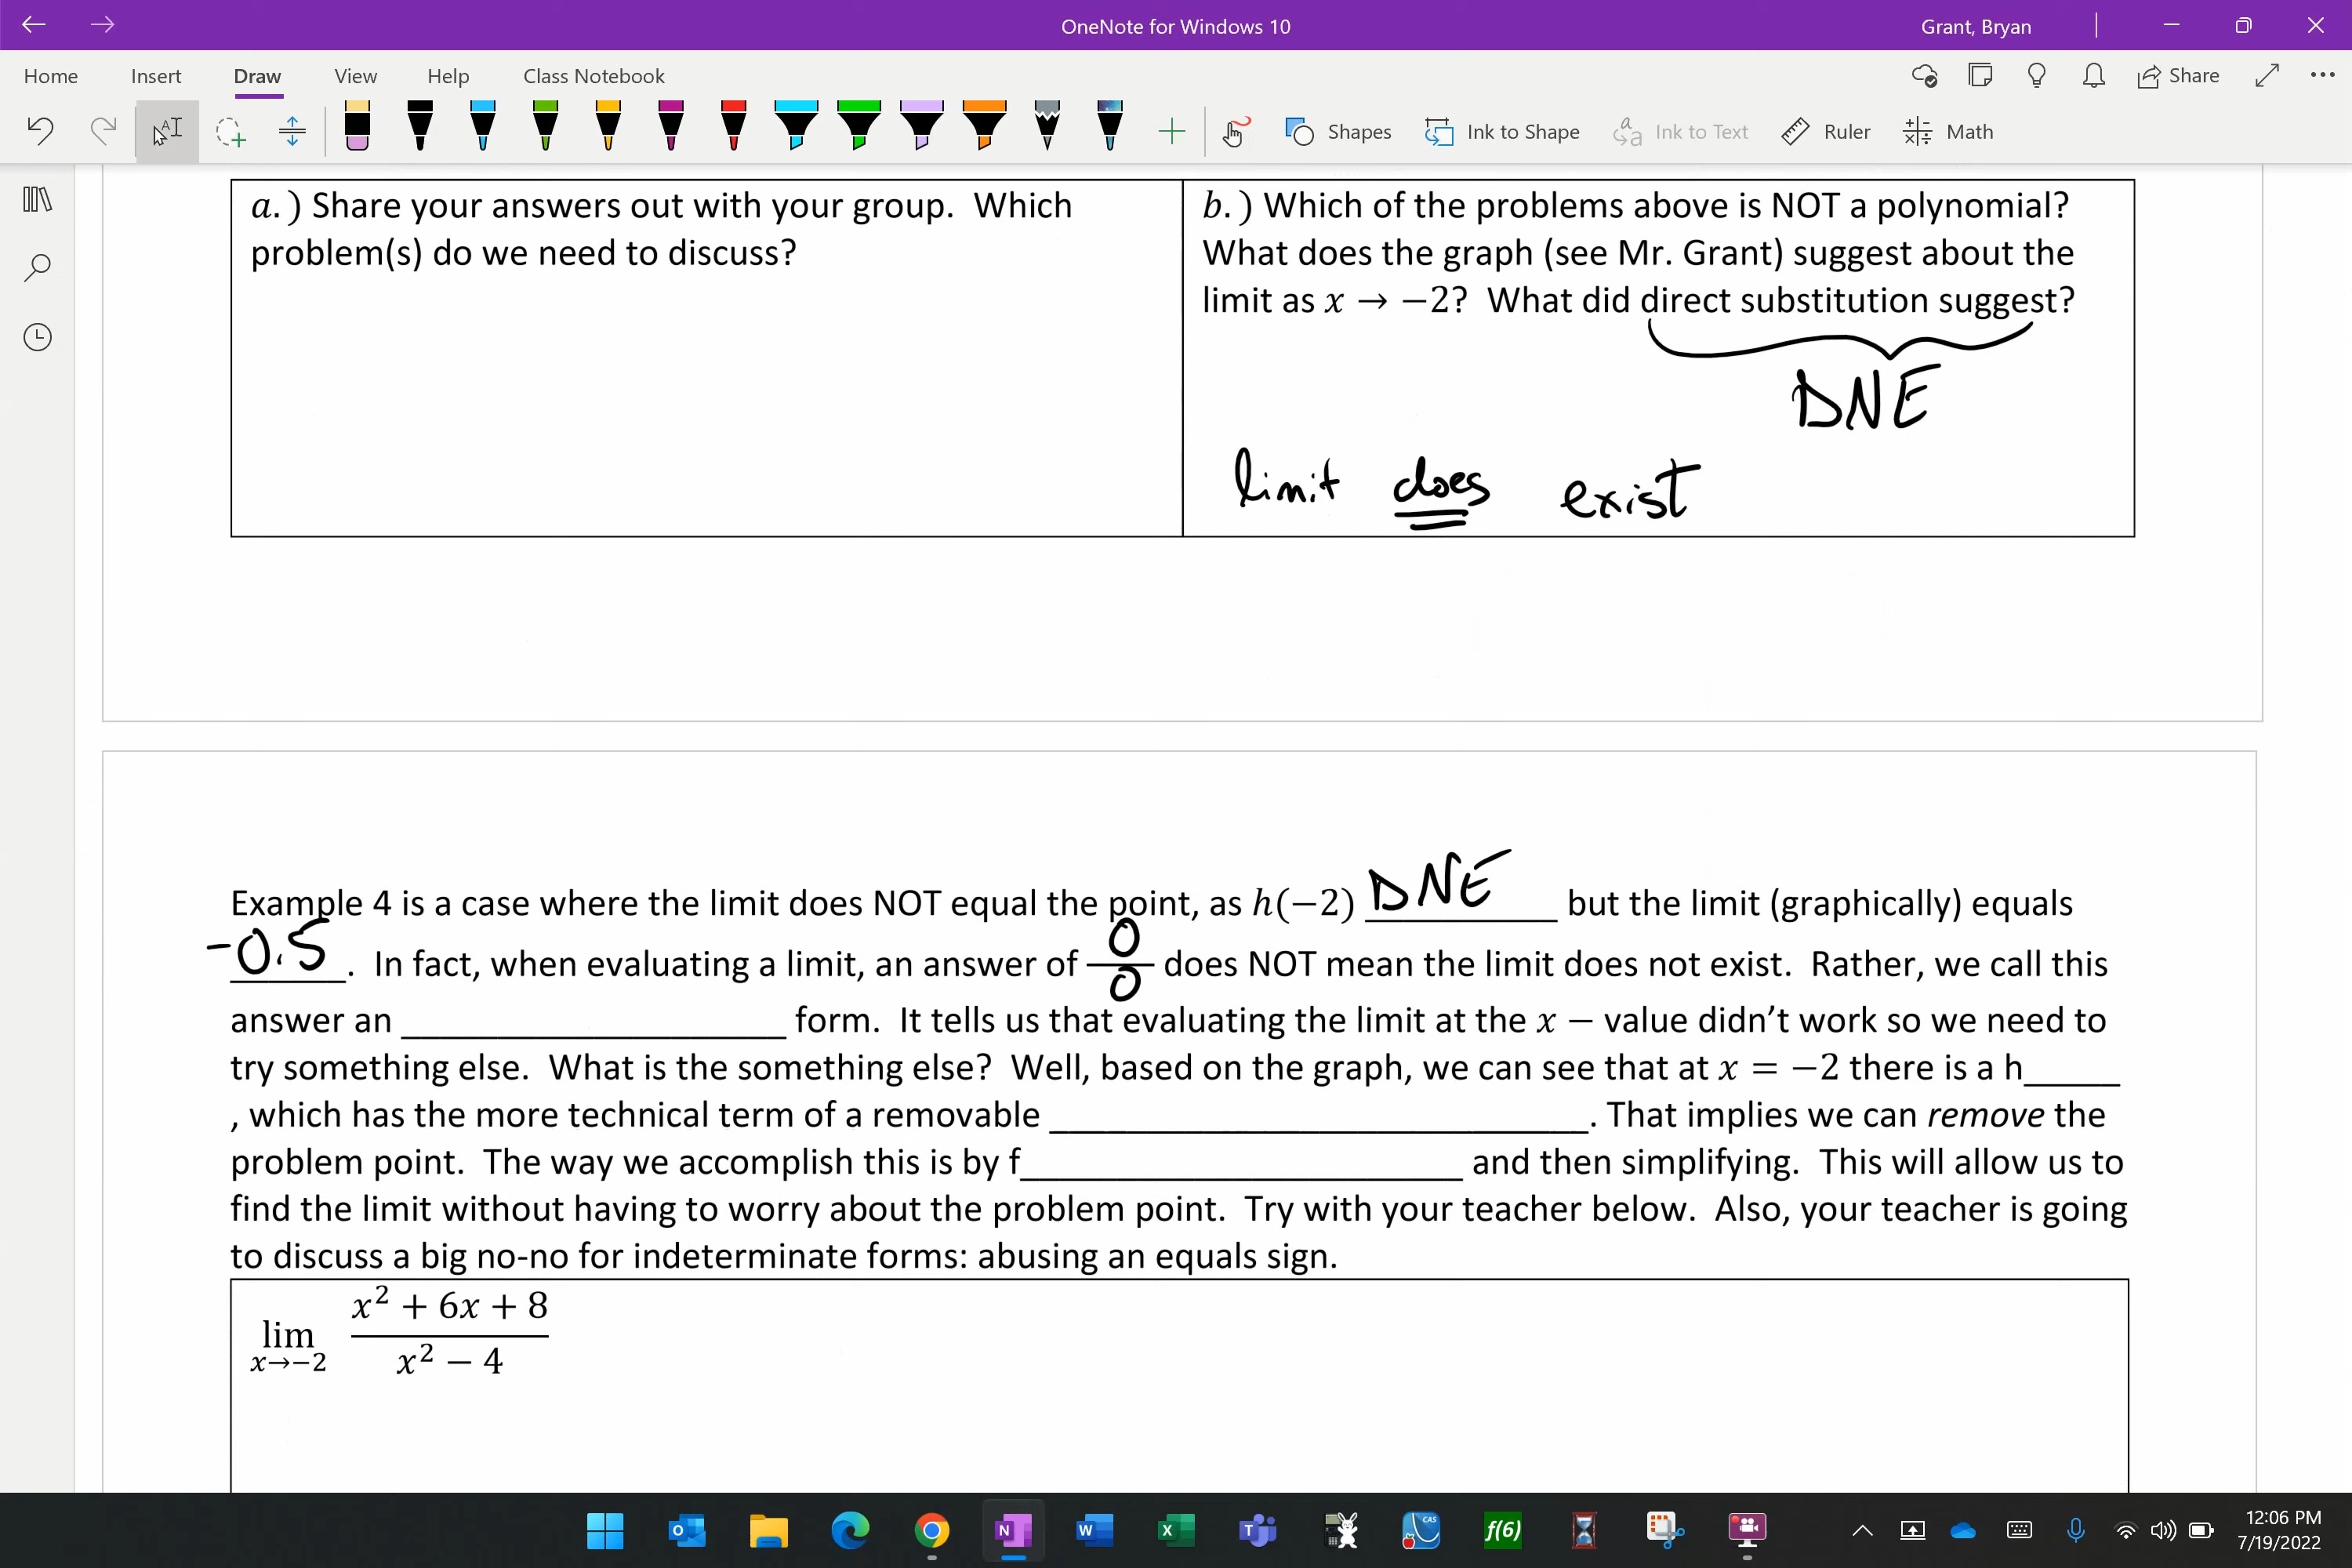 OneNote for Windows 10
Grant, Bryan
Home Insert Draw View Help Class Notebook
Share
Shapes Ink to Shape Ink to Text Ruler Math
a.) Share your answers out with your group. Which
problem(s) do we need to discuss?
b.) Which of the problems above is NOT a polynomial?
What does the graph (see Mr. Grant) suggest about the
limit as x → −2? What did direct substitution suggest?
DNE
limit does exist
Example 4 is a case where the limit does NOT equal the point, as h(−2) DNE but the limit (graphically) equals
-0.5. In fact, when evaluating a limit, an answer of 0/0 does NOT mean the limit does not exist. Rather, we call this
answer an ____________________ form. It tells us that evaluating the limit at the x − value didn’t work so we need to
try something else. What is the something else? Well, based on the graph, we can see that at x = −2 there is a h_____
, which has the more technical term of a removable ____________________________. That implies we can remove the
problem point. The way we accomplish this is by f_______________________ and then simplifying. This will allow us to
find the limit without having to worry about the problem point. Try with your teacher below. Also, your teacher is going
to discuss a big no-no for indeterminate forms: abusing an equals sign.
x² + 6x + 8
lim
x→−2
x² − 4
CAS
f(6)
12:06 PM
7/19/2022